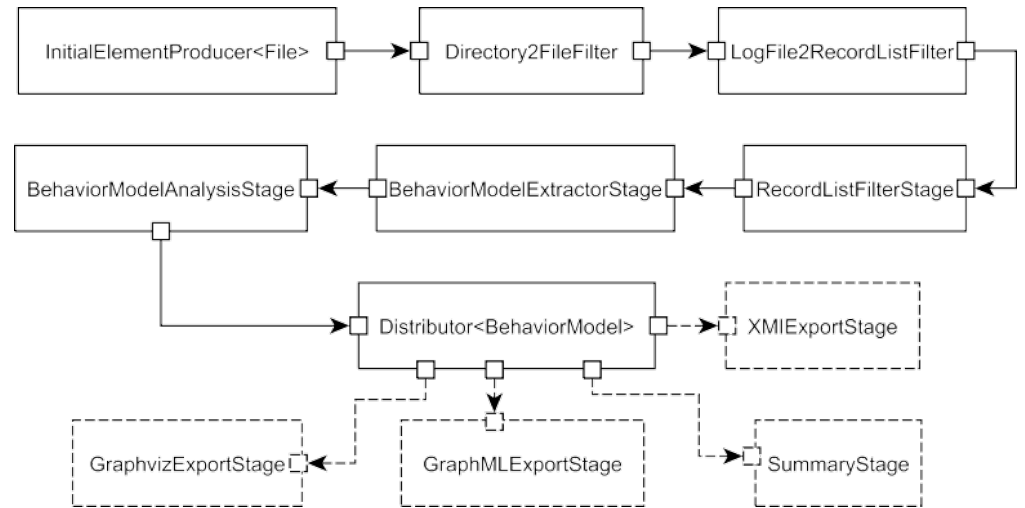 InitialElementProducer<File>
Directory2FileFilter
LogFile2RecordListFilter
BehaviorModelAnalysisStage
BehaviorModelExtractorStage
RecordListFilterStage
Distributor<BehaviorModel>
XMIExportStage
GraphvizExportStage
GraphMLExportStage
SummaryStage